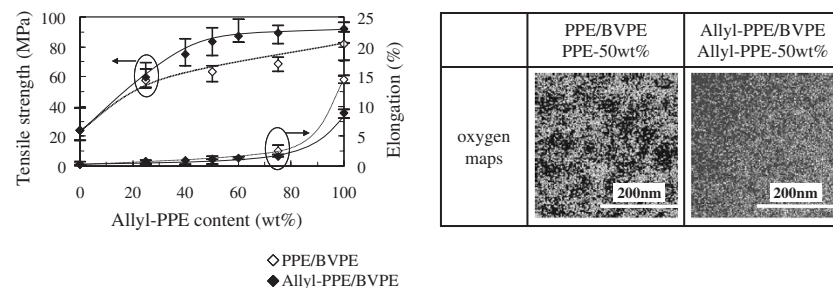 Tensile strength (MPa)
100
80
60
40
20
0
25
20
15
10
5
0
Elongation (%)
0 20 40 60 80 100
Allyl-PPE content (wt%)
PPE/BVPE
Allyl-PPE/BVPE
PPE/BVPE
PPE-50wt%
Allyl-PPE/BVPE
Allyl-PPE-50wt%
oxygen
maps
200nm
200nm